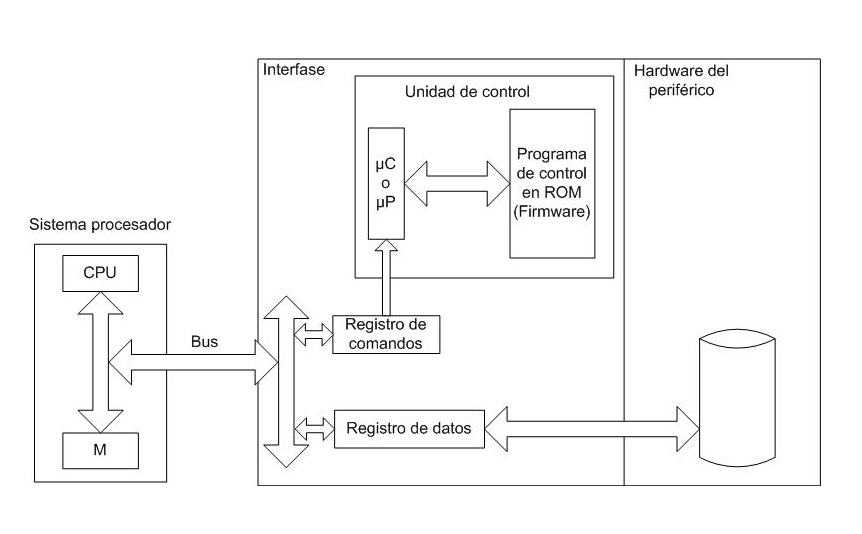 Interfase
Hardware del
periférico
Unidad de control
µC
o
µP
Programa
de control
en ROM
(Firmware)
Sistema procesador
CPU
Bus
M
Registro de
comandos
Registro de datos